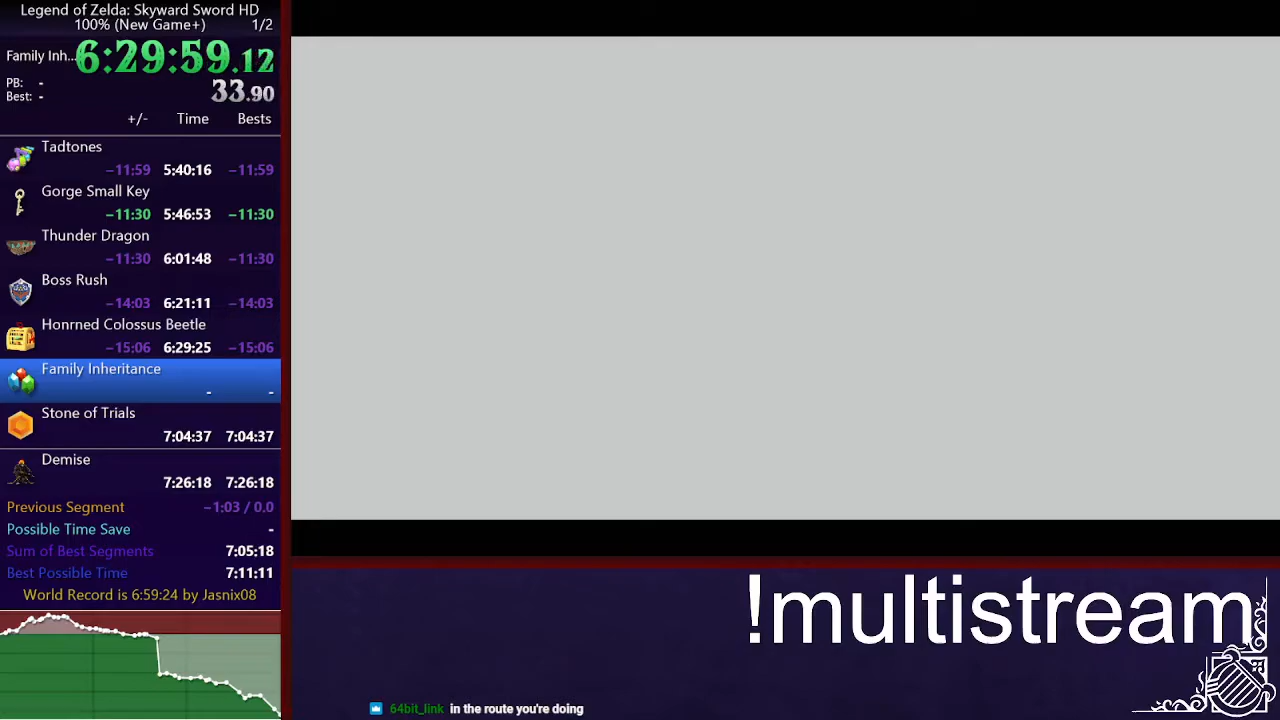 Legend of Zelda: Skyward Sword HD
100% (New Game+) 1/2
Family Inh... 6:29:59.12
PB: -
Best: - 33.90
+/- Time Bests
Tadtones
−11:59 5:40:16 −11:59
Gorge Small Key
−11:30 5:46:53 −11:30
Thunder Dragon
−11:30 6:01:48 −11:30
Boss Rush
−14:03 6:21:11 −14:03
Honrned Colossus Beetle
−15:06 6:29:25 −15:06
Family Inheritance
- -
Stone of Trials
7:04:37 7:04:37
Demise
7:26:18 7:26:18
Previous Segment −1:03 / 0.0
Possible Time Save -
Sum of Best Segments 7:05:18
Best Possible Time 7:11:11
World Record is 6:59:24 by Jasnix08
!multistream
64bit_link in the route you're doing